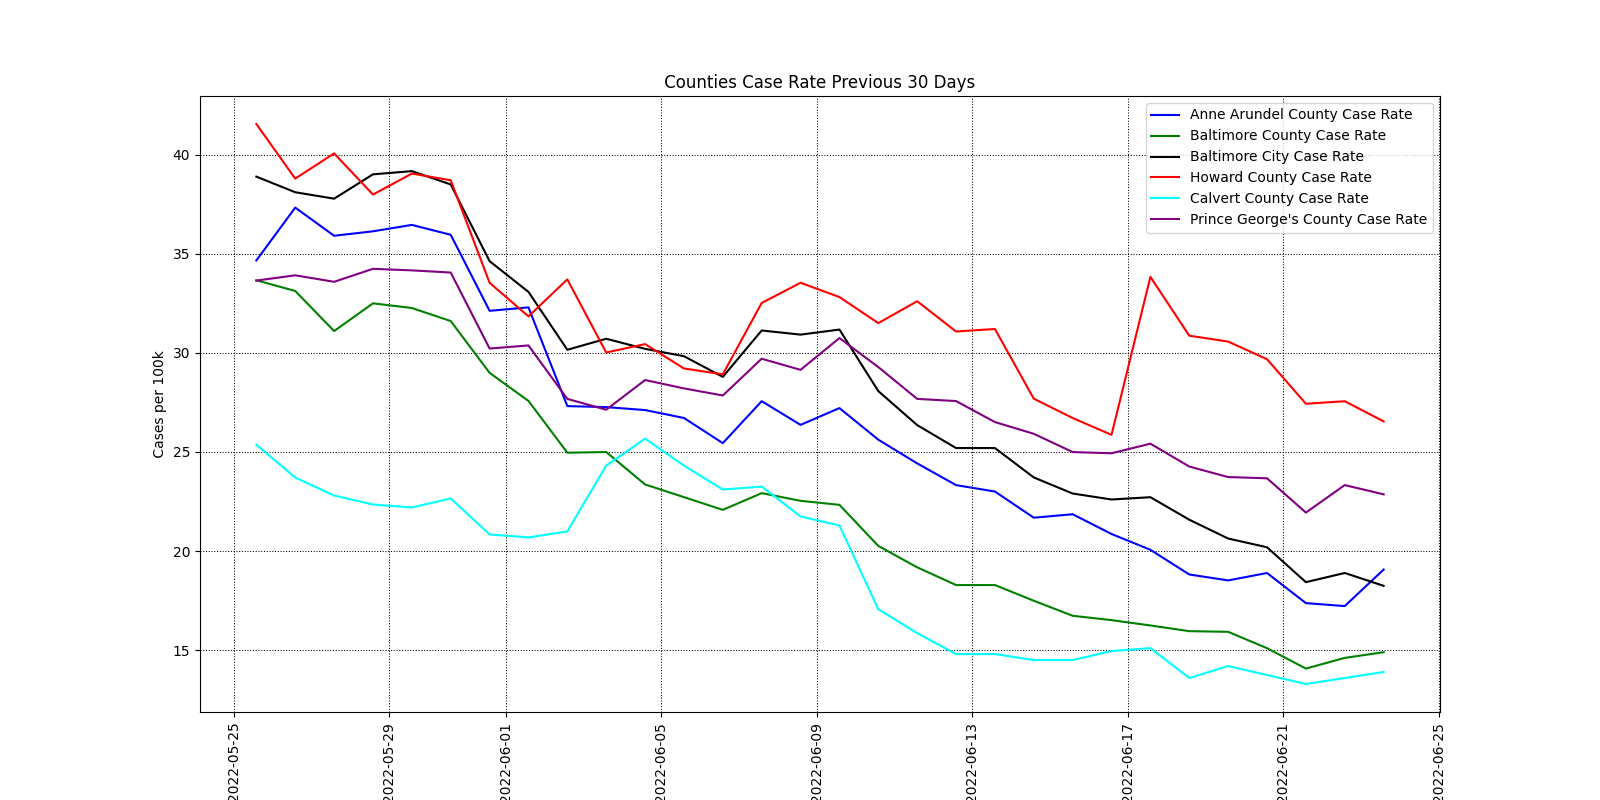 Counties Case Rate Previous 30 Days
Anne Arundel County Case Rate
Baltimore County Case Rate
Baltimore City Case Rate
Howard County Case Rate
Calvert County Case Rate
Prince George's County Case Rate
Cases per 100k
40
35
30
25
20
15
2022-05-25
2022-05-29
2022-06-01
2022-06-05
2022-06-09
2022-06-13
2022-06-17
2022-06-21
2022-06-25